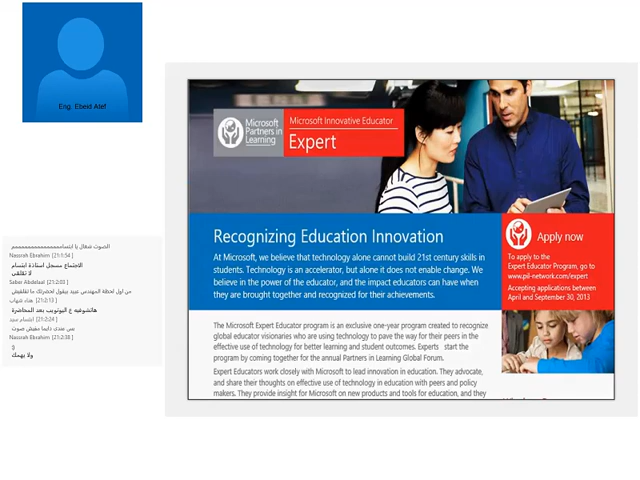 Eng. Ebeid Atef
الصوت شغال يا ابتسامــــــــــــــ
Nassrah Ebrahim [21:1:54 ]
الاجتماع مسجل استاذة ابتسام
لا تقلقى
Saber Abdelaal [21:2:03 ]
من اول لحظة المهندس عبيد بيقول لحضرتك ما تقلقيش
هناء شهاب [21:2:13 ]
هاتشوفيه ع اليوتيوب بعد المحاضرة
ابتسام سيد [21:2:24 ]
بس عندى دايما مفيش صوت
Nassrah Ebrahim [21:2:38 ]
ولا يهمك
Microsoft
Partners in
Learning
Microsoft Innovative Educator
Expert
Recognizing Education Innovation
At Microsoft, we believe that technology alone cannot build 21st century skills in
students. Technology is an accelerator, but alone it does not enable change. We
believe in the power of the educator, and the impact educators can have when
they are brought together and recognized for their achievements.
Apply now
To apply to the
Expert Educator Program, go to
www.pil-network.com/expert
Accepting applications between
April and September 30, 2013
The Microsoft Expert Educator program is an exclusive one-year program created to recognize
global educator visionaries who are using technology to pave the way for their peers in the
effective use of technology for better learning and student outcomes. Experts start the
program by coming together for the annual Partners in Learning Global Forum.
Expert Educators work closely with Microsoft to lead innovation in education. They advocate,
and share their thoughts on effective use of technology in education with peers and policy
makers. They provide insight for Microsoft on new products and tools for education, and they